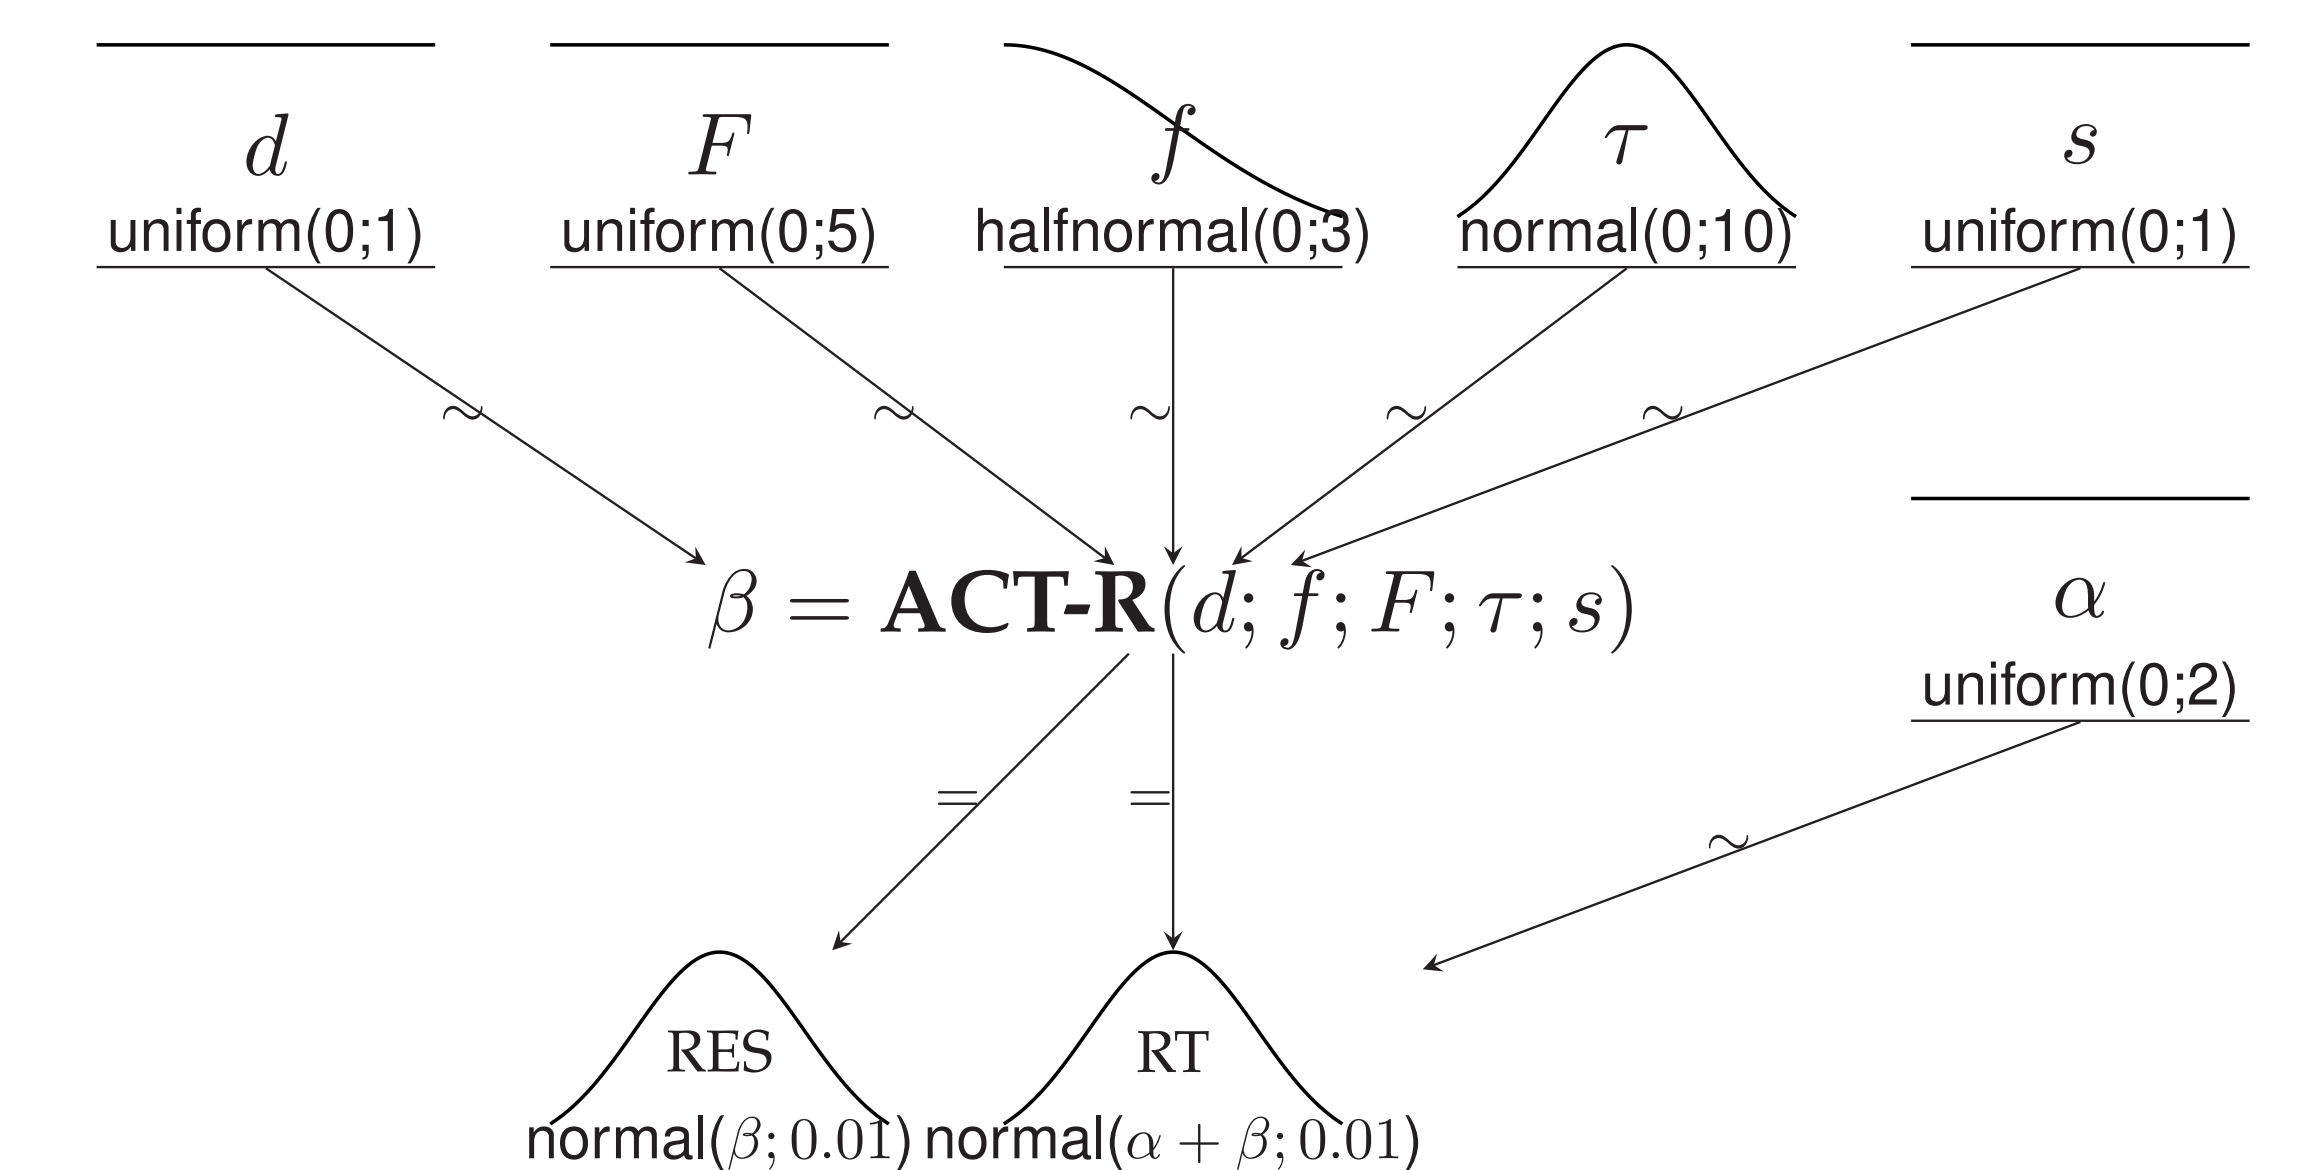 d F f τ s
uniform(0;1) uniform(0;5) halfnormal(0;3) normal(0;10) uniform(0;1)
∼ ∼ ∼ ∼ ∼
β = ACT-R(d; f; F; τ; s) α
uniform(0;2)
= =
∼
RES RT
normal(β; 0.01) normal(α + β; 0.01)